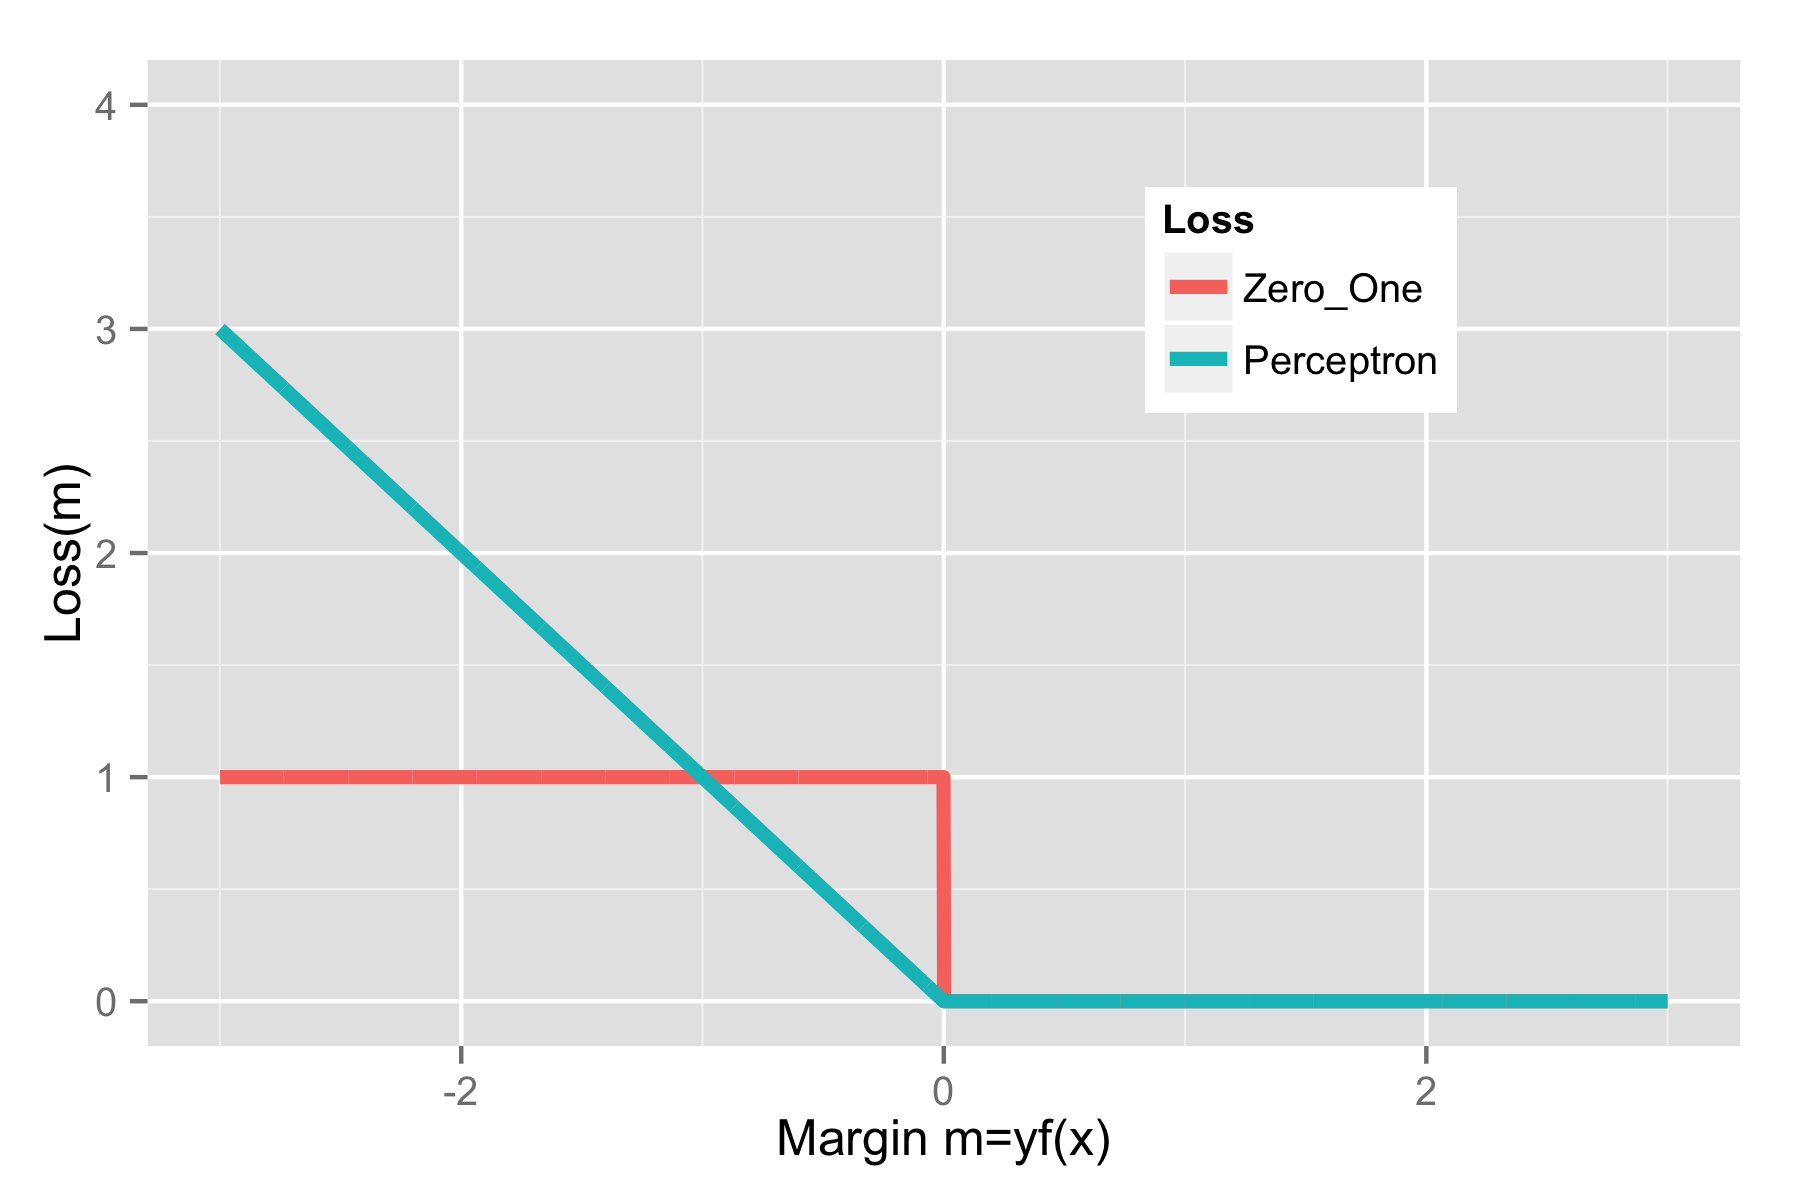 4
3
2
1
0
Loss(m)
Loss
Zero_One
Perceptron
-2 0 2
Margin m=yf(x)